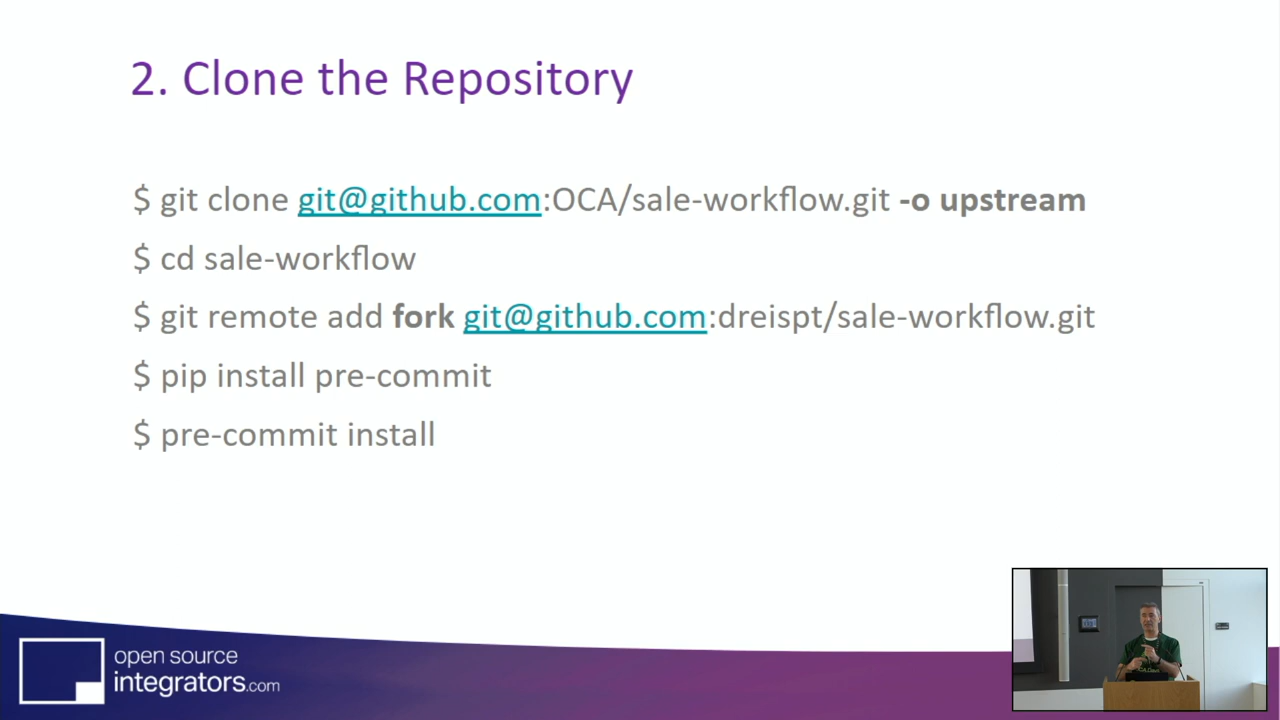 2. Clone the Repository
$ git clone git@github.com:OCA/sale-workflow.git -o upstream
$ cd sale-workflow
$ git remote add fork git@github.com:dreispt/sale-workflow.git
$ pip install pre-commit
$ pre-commit install
open source
integrators.com